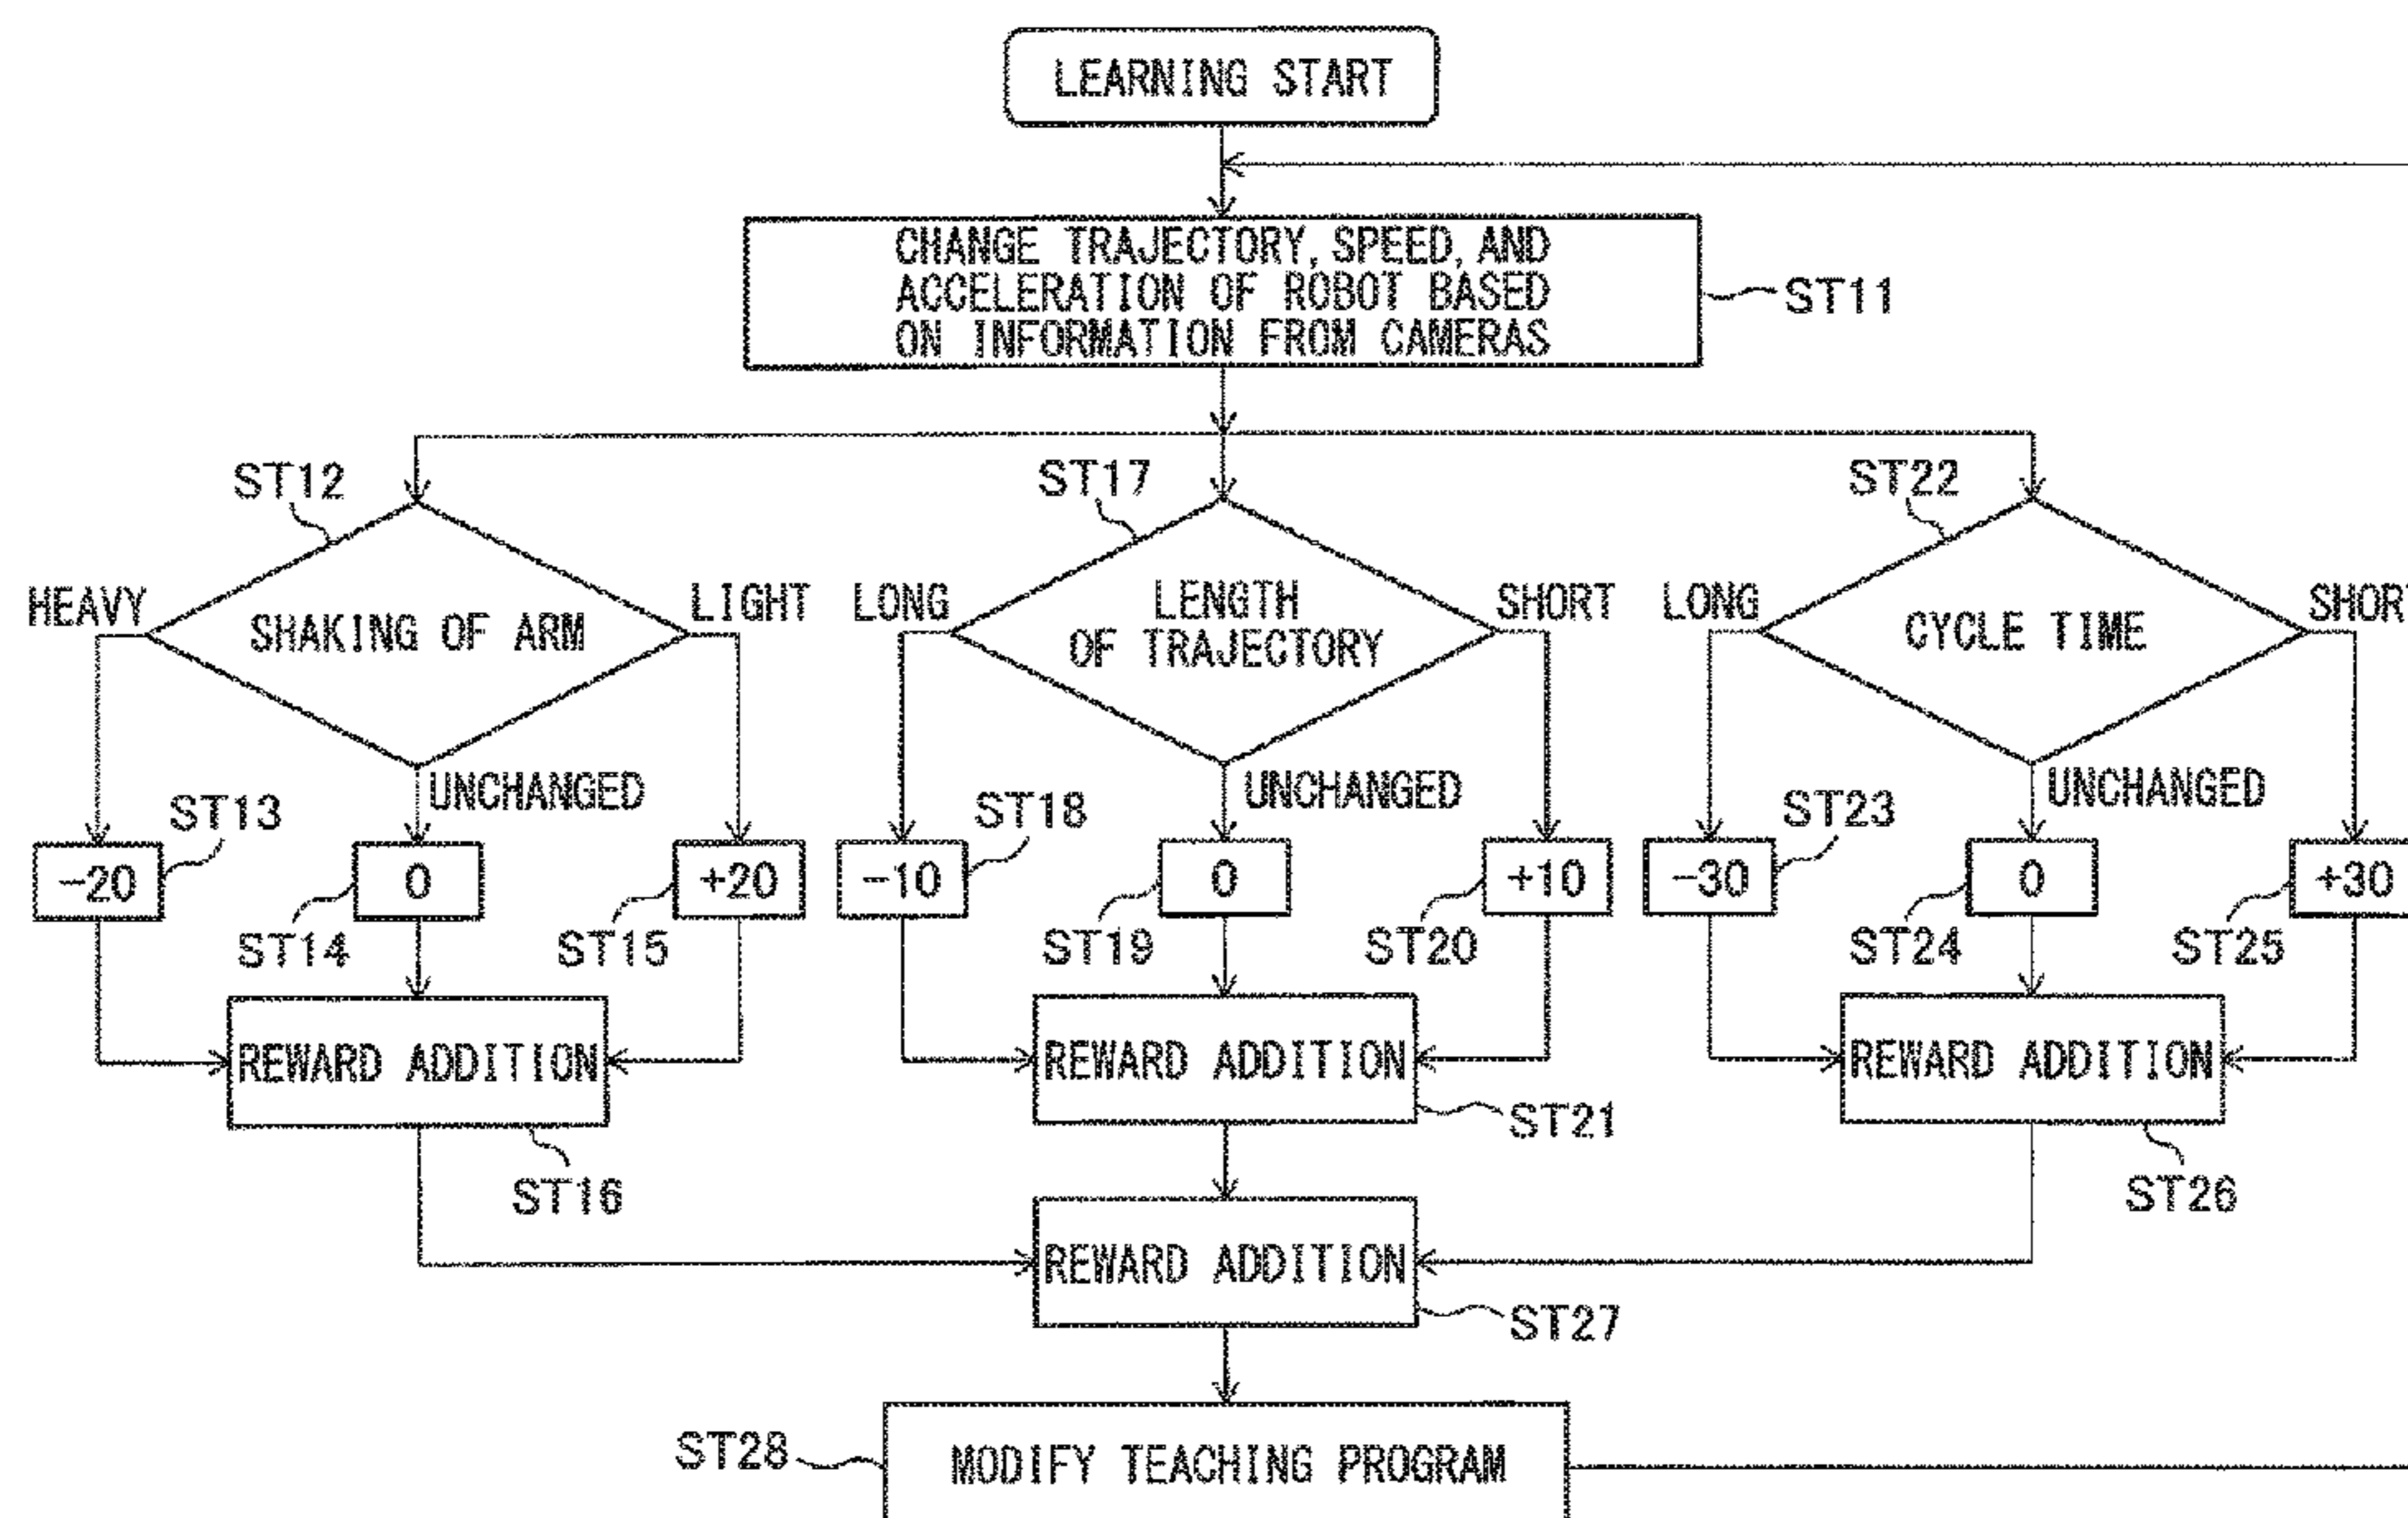 LEARNING START
CHANGE TRAJECTORY, SPEED, AND
ACCELERATION OF ROBOT BASED
ON INFORMATION FROM CAMERAS
ST11
ST12
ST17
ST22
HEAVY
SHAKING OF ARM
LIGHT
LONG
LENGTH
OF TRAJECTORY
SHORT
LONG
CYCLE TIME
SHORT
UNCHANGED
UNCHANGED
UNCHANGED
ST13
ST18
ST23
-20
0
+20
-10
0
+10
-30
0
+30
ST14
ST15
ST19
ST20
ST24
ST25
REWARD ADDITION
REWARD ADDITION
REWARD ADDITION
ST16
ST21
ST26
REWARD ADDITION
ST27
ST28
MODIFY TEACHING PROGRAM